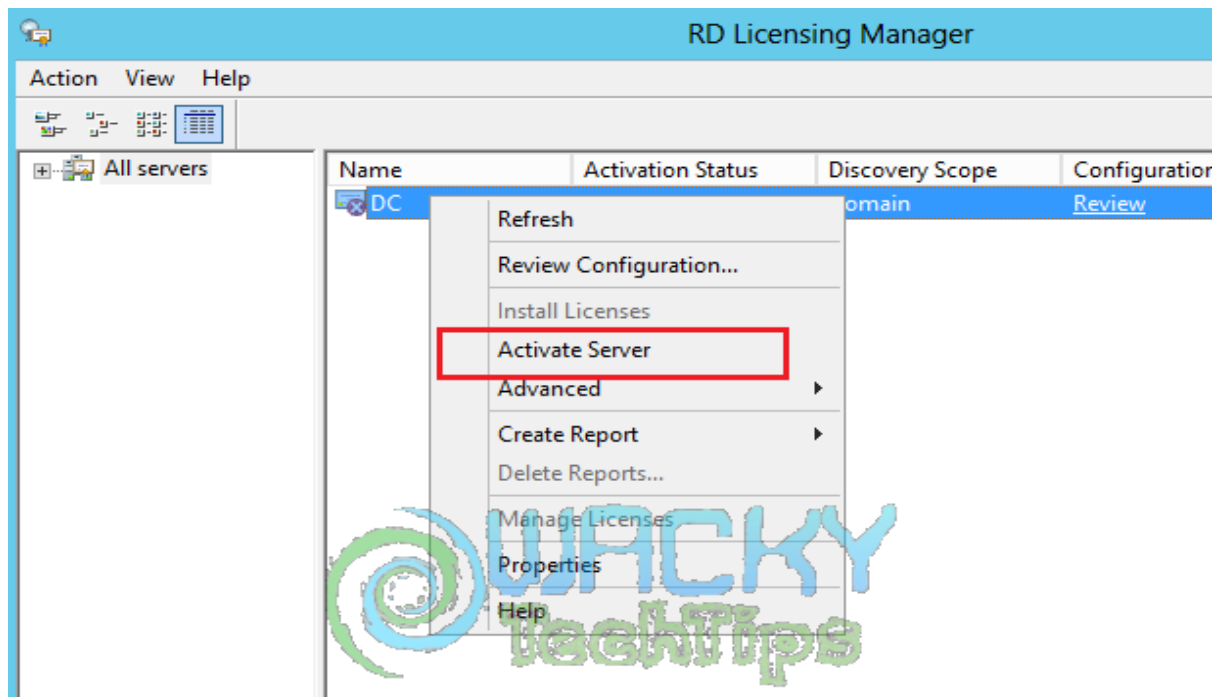 RD Licensing Manager
Action View Help
All servers
Name Activation Status Discovery Scope Configuration
DC omain Review
Refresh
Review Configuration...
Install Licenses
Activate Server
Advanced
Create Report
Delete Reports...
Manage Licenses
Properties
Help
WACKY
TechTips